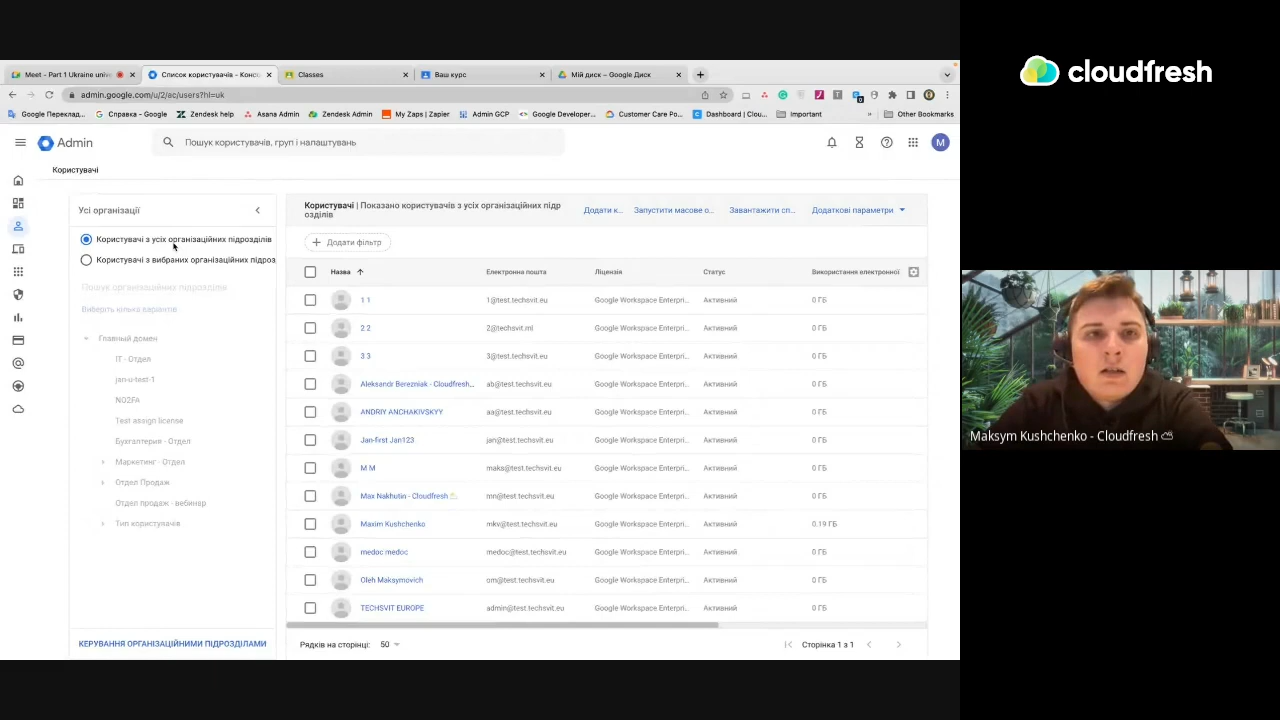 Meet – Part 1 Ukraine univ
Список користувачів – Конс
Classes
Ваш курс
Мій диск – Google Диск
admin.google.com/u/2/ac/users?hl=uk
Google Переклад...
Справка - Google
Zendesk help
Asana Admin
Zendesk Admin
My Zaps | Zapier
Admin GCP
Google Developer...
Customer Care Po...
Dashboard | Clou...
Important
»
Other Bookmarks
Admin
Пошук користувачів, груп і налаштувань
M
Користувачі
Усі організації
Користувачі з усіх організаційних підрозділів
Користувачі з вибраних організаційних підроз
Пошук організаційних підрозділи
Виберіть кілька варіантів
Главный домен
IT - Отдел
jan-u-test-1
NO2FA
Test assign license
Бухгалтерия - Отдел
Маркетинг - Отдел
Отдел Продаж
Отдел продаж - вебинар
Тип користувачів
КЕРУВАННЯ ОРГАНІЗАЦІЙНИМИ ПІДРОЗДІЛАМИ
Користувачі | Показано користувачів з усіх організаційних підр
озділів
Додати к...
Запустити масове о...
Завантажити сп...
Додаткові параметри
Додати фільтр
Назва Електронна пошта Ліцензія Статус Використання електронної
1 1 1@test.techsvit.eu Google Workspace Enterpri... Активний 0 ГБ
2 2 2@techsvit.ml Google Workspace Enterpri... Активний 0 ГБ
3 3 3@test.techsvit.eu Google Workspace Enterpri... Активний 0 ГБ
Aleksandr Berezniak - Cloudfresh... ab@test.techsvit.eu Google Workspace Enterpri... Активний 0 ГБ
ANDRIY ANCHAKIVSKYY aa@test.techsvit.eu Google Workspace Enterpri... Активний 0 ГБ
Jan-first Jan123 jan@test.techsvit.eu Google Workspace Enterpri... Активний 0 ГБ
M M maks@test.techsvit.eu Google Workspace Enterpri... Активний 0 ГБ
Max Nakhutin - Cloudfresh mn@test.techsvit.eu Google Workspace Enterpri... Активний 0 ГБ
Maxim Kushchenko mkv@test.techsvit.eu Google Workspace Enterpri... Активний 0.19 ГБ
medoc medoc medoc@test.techsvit.eu Google Workspace Enterpri... Активний 0 ГБ
Oleh Maksymovich om@test.techsvit.eu Google Workspace Enterpri... Активний 0 ГБ
TECHSVIT EUROPE admin@test.techsvit.eu Google Workspace Enterpri... Активний 0 ГБ
Рядків на сторінці: 50
Сторінка 1 з 1
cloudfresh
Maksym Kushchenko - Cloudfresh